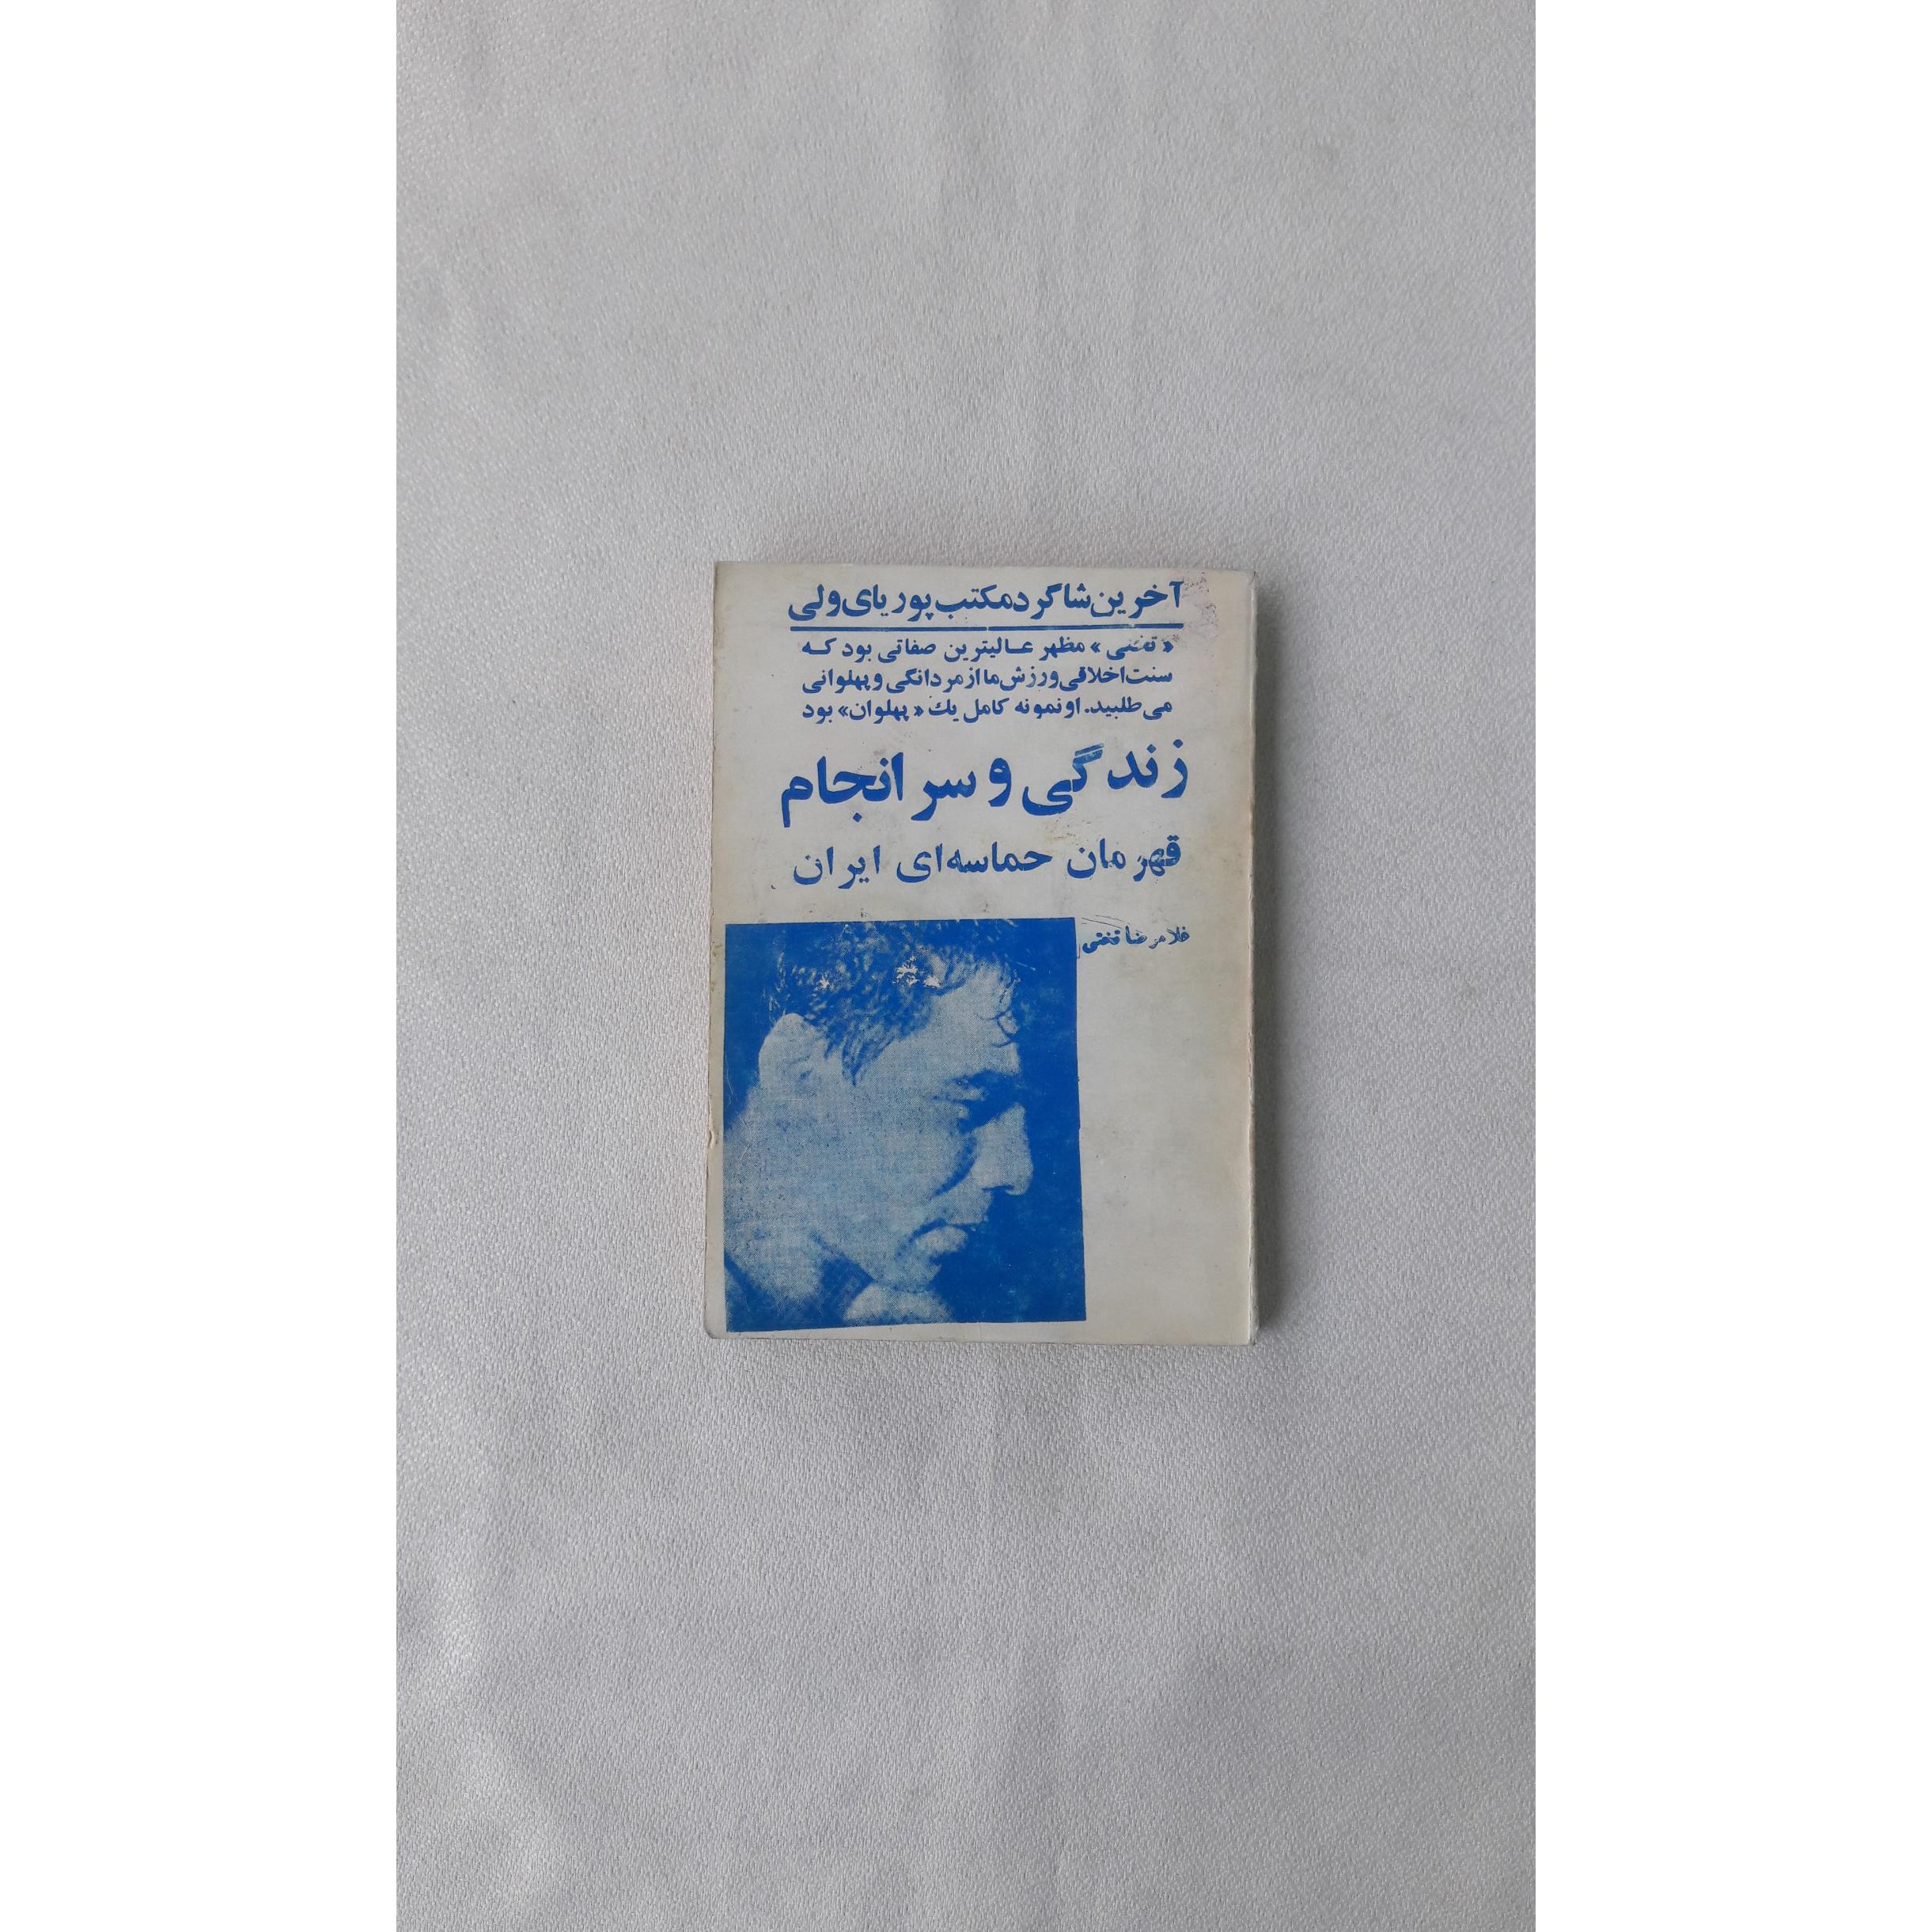 آخرین شاگرد مکتب پوریای ولی
«تختی» مظهر عالیترین صفاتی بود که
سنت اخلاقی ورزش ما از مردانگی و پهلوانی
می‌طلبید. او نمونه کامل یك «پهلوان» بود
زندگی و سرانجام
قهرمان حماسه‌ای ایران
غلامرضا تختی